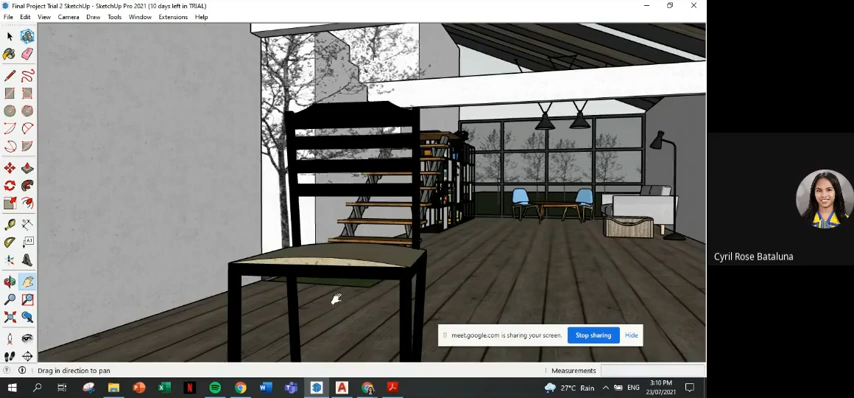 Final Project Trial 2 SketchUp - SketchUp Pro 2021 (10 days left in TRIAL)
File Edit View Camera Draw Tools Window Extensions Help
Cyril Rose Bataluna
meet.google.com is sharing your screen. Stop sharing Hide
Drag in direction to pan Measurements
27°C Rain ENG 3:10 PM
23/07/2021